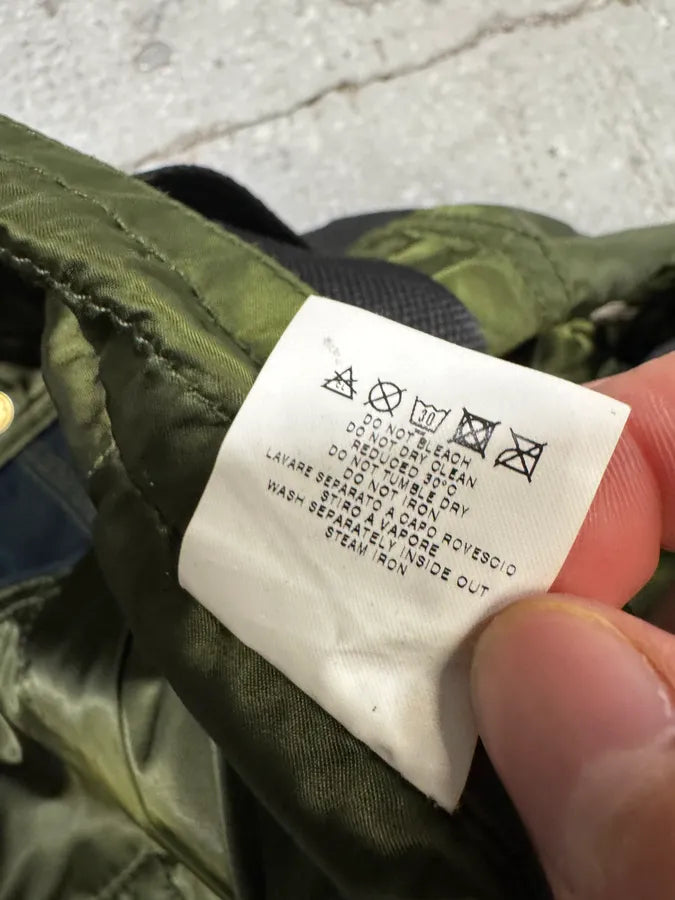 30
DO NOT BLEACH
DO NOT DRY CLEAN
REDUCED 30°C
DO NOT TUMBLE DRY
DO NOT IRON
LAVARE SEPARATO A CAPO ROVESCIO
STIRO A VAPORE
WASH SEPARATELY INSIDE OUT
STEAM IRON